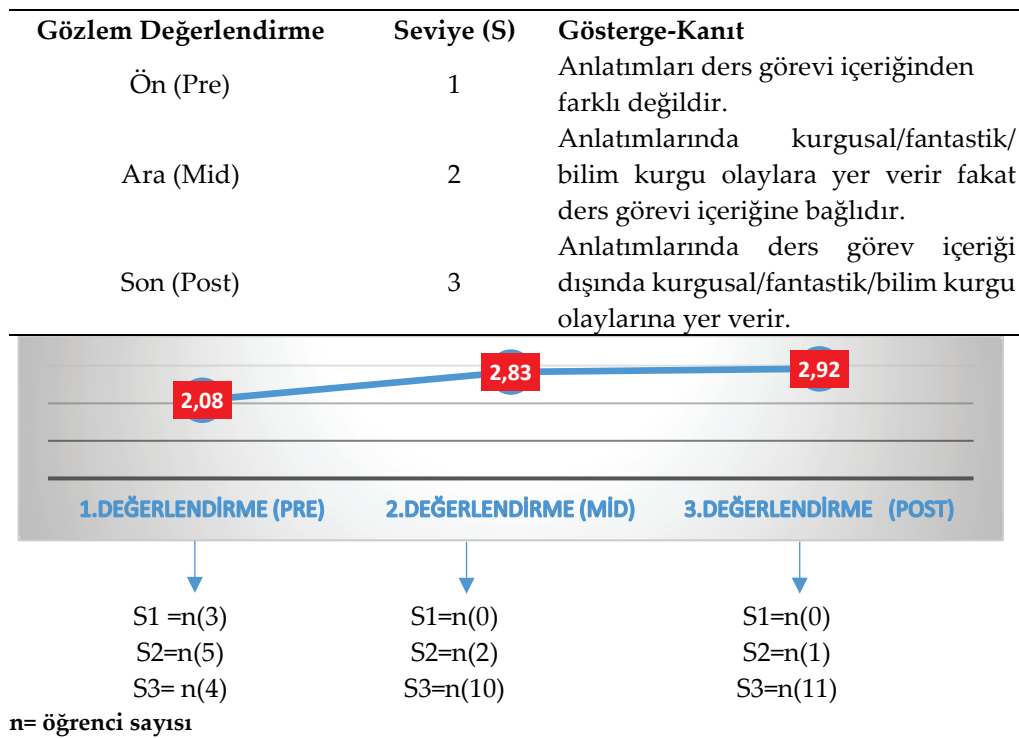 Gözlem Değerlendirme Seviye (S) Gösterge-Kanıt
Ön (Pre) 1 Anlatımları ders görevi içeriğinden
farklı değildir.
Anlatımlarında kurgusal/fantastik/
Ara (Mid) 2 bilim kurgu olaylara yer verir fakat
ders görevi içeriğine bağlıdır.
Anlatımlarında ders görev içeriği
Son (Post) 3 dışında kurgusal/fantastik/bilim kurgu
olaylarına yer verir.
2,08 2,83 2,92
1.DEĞERLENDİRME (PRE) 2.DEĞERLENDİRME (MİD) 3.DEĞERLENDİRME (POST)
S1 =n(3) S1=n(0) S1=n(0)
S2=n(5) S2=n(2) S2=n(1)
S3= n(4) S3=n(10) S3=n(11)
n= öğrenci sayısı